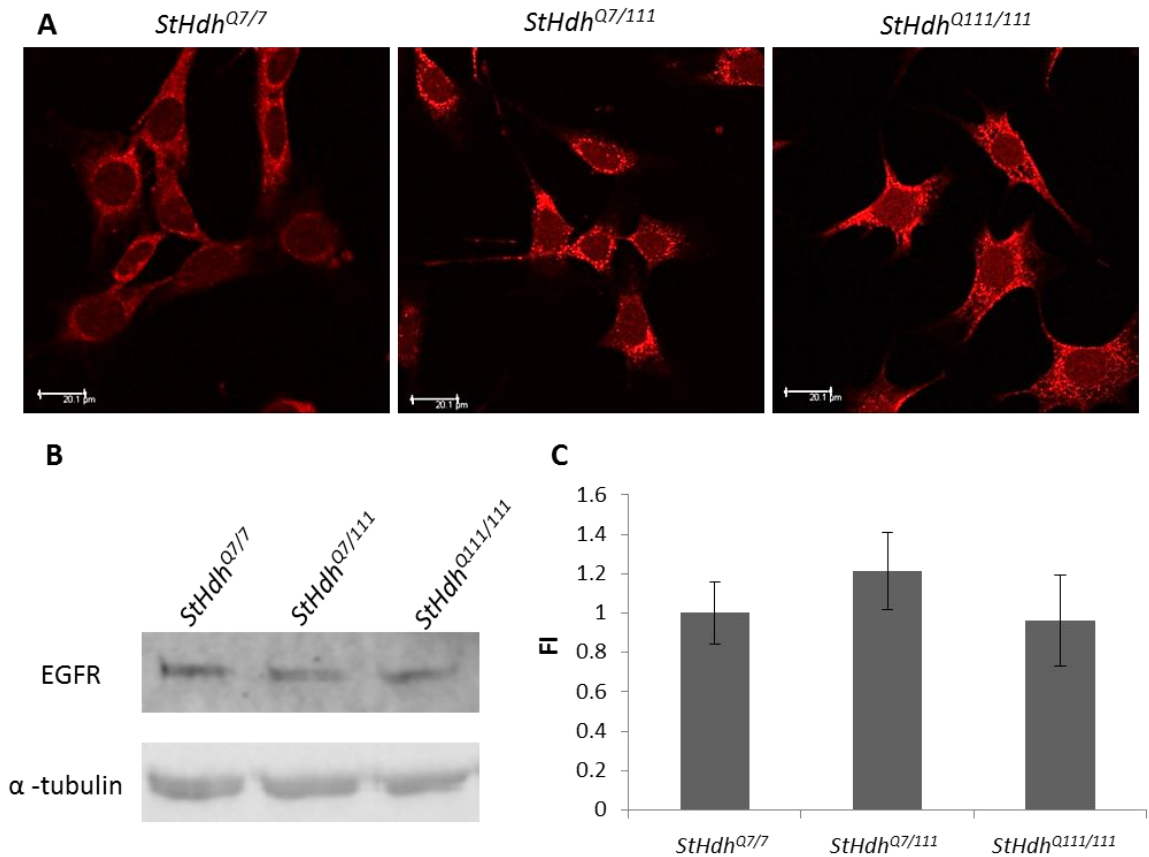 A
StHdhQ7/7
StHdhQ7/111
StHdhQ111/111
20.1 µm
20.1 µm
20.1 µm
B
StHdhQ7/7
StHdhQ7/111
StHdhQ111/111
EGFR
α -tubulin
C
FI
1.6
1.4
1.2
1
0.8
0.6
0.4
0.2
0
StHdhQ7/7
StHdhQ7/111
StHdhQ111/111